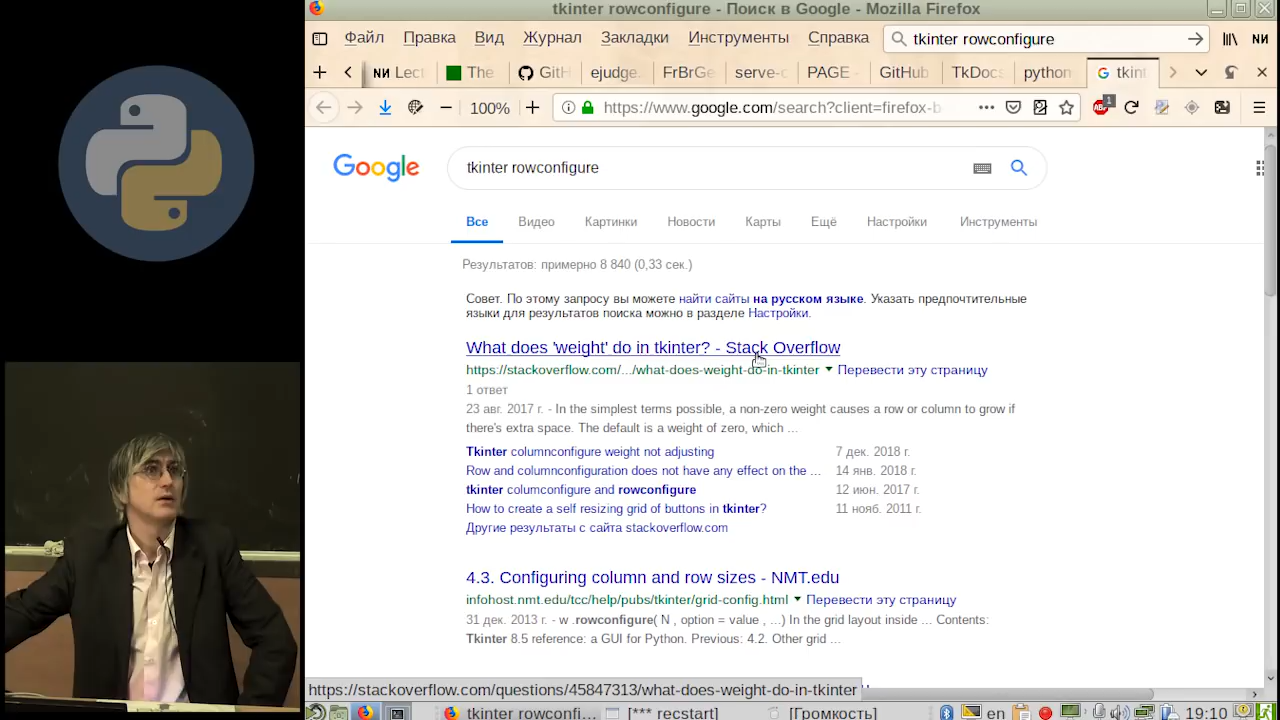 tkinter rowconfigure - Поиск в Google - Mozilla Firefox
Файл Правка Вид Журнал Закладки Инструменты Справка tkinter rowconfigure
Lect The GitH ejudge. FrBrGe serve-c PAGE - GitHub TkDocs python tkint
100% https://www.google.com/search?client=firefox-b 1
Google tkinter rowconfigure
Все Видео Картинки Новости Карты Ещё Настройки Инструменты
Результатов: примерно 8 840 (0,33 сек.)
Совет. По этому запросу вы можете найти сайты на русском языке. Указать предпочтительные
языки для результатов поиска можно в разделе Настройки.
What does 'weight' do in tkinter? - Stack Overflow
https://stackoverflow.com/.../what-does-weight-do-in-tkinter Перевести эту страницу
1 ответ
23 авг. 2017 г. - In the simplest terms possible, a non-zero weight causes a row or column to grow if
there's extra space. The default is a weight of zero, which ...
Tkinter columnconfigure weight not adjusting 7 дек. 2018 г.
Row and columnconfiguration does not have any effect on the ... 14 янв. 2018 г.
tkinter columconfigure and rowconfigure 12 июн. 2017 г.
How to create a self resizing grid of buttons in tkinter? 11 нояб. 2011 г.
Другие результаты с сайта stackoverflow.com
4.3. Configuring column and row sizes - NMT.edu
infohost.nmt.edu/tcc/help/pubs/tkinter/grid-config.html Перевести эту страницу
31 дек. 2013 г. - w .rowconfigure( N , option = value , ...) In the grid layout inside ... Contents:
Tkinter 8.5 reference: a GUI for Python. Previous: 4.2. Other grid ...
https://stackoverflow.com/questions/45847313/what-does-weight-do-in-tkinter
tkinter rowconfigu... [*** recstart] [Громкость] en 19:10